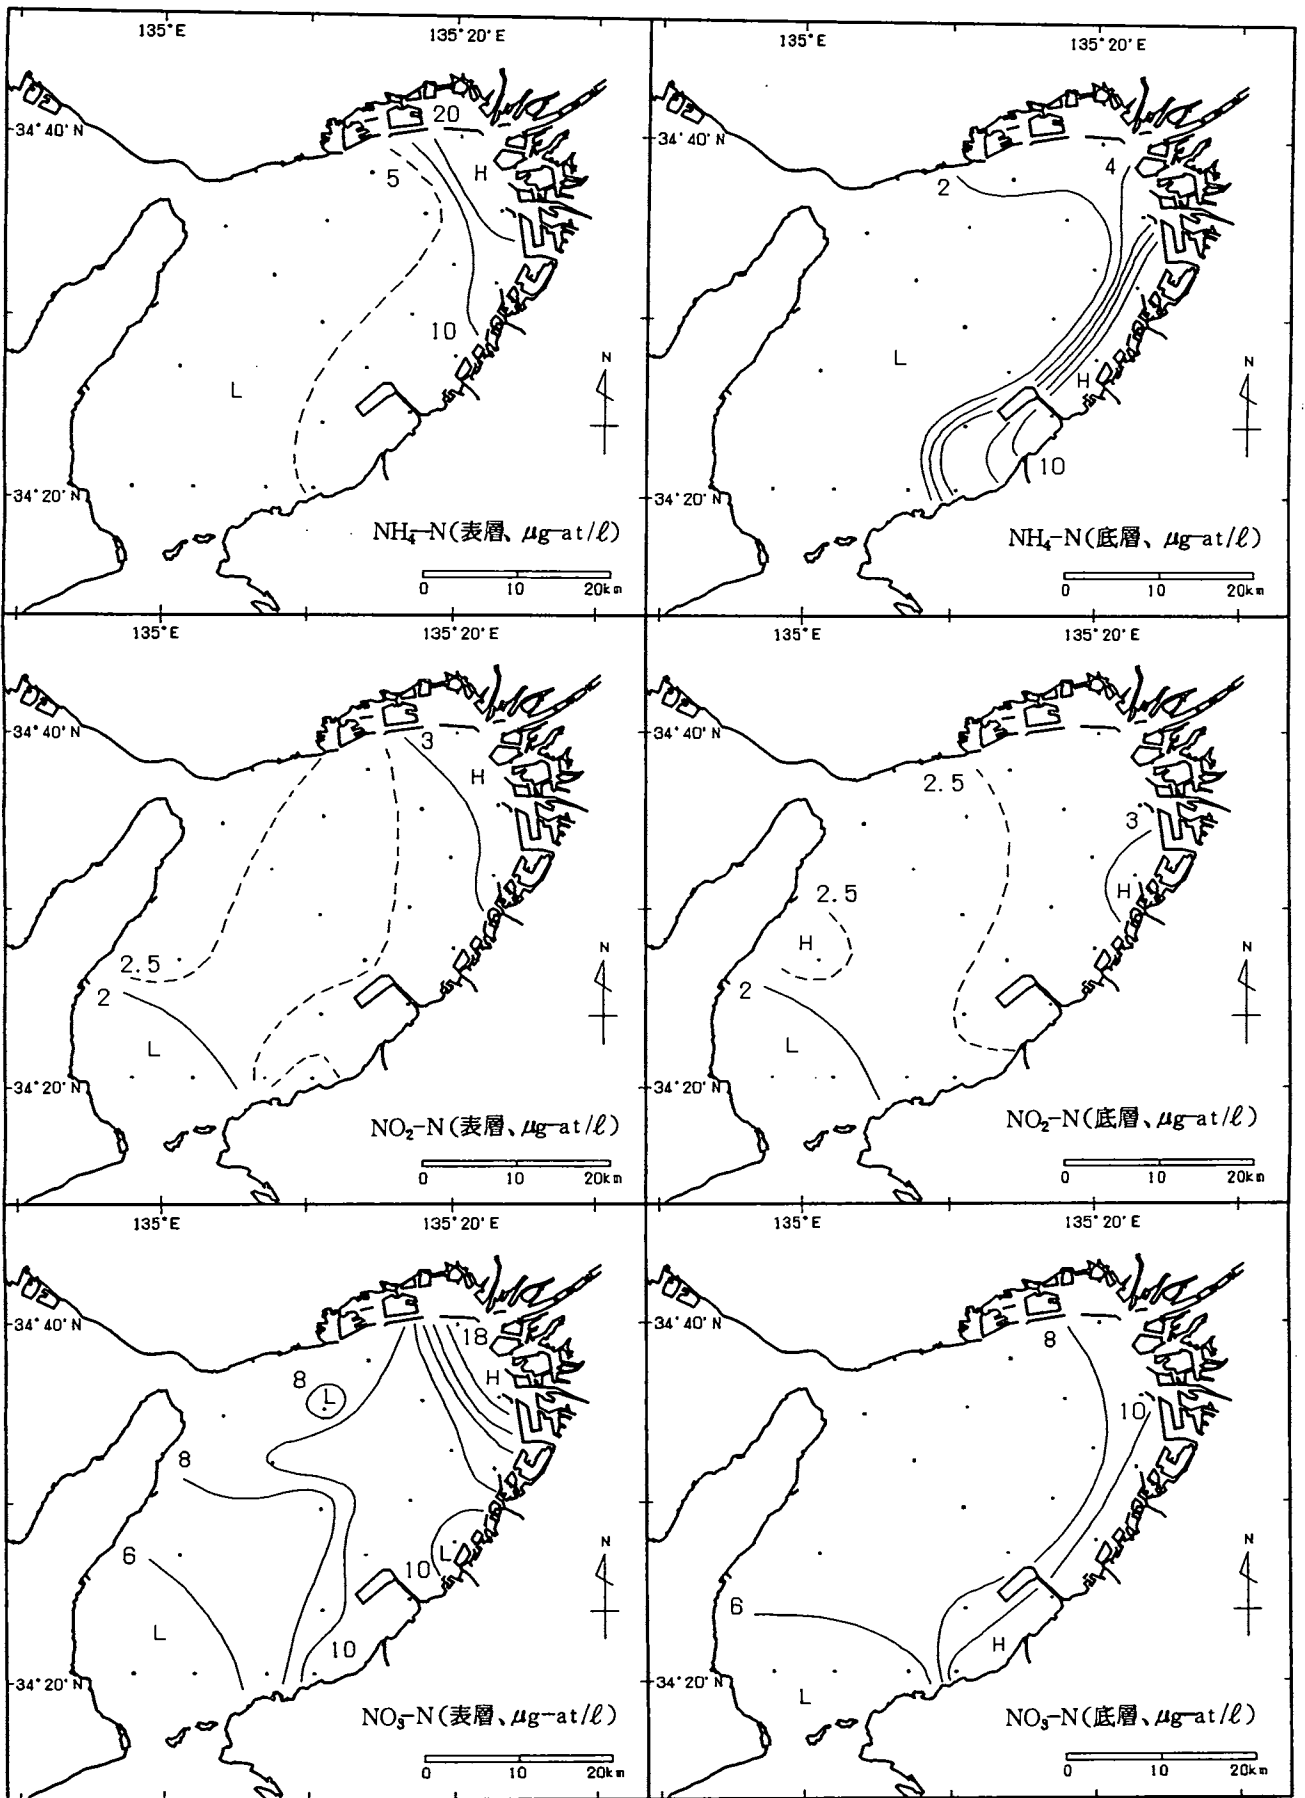 135°E
135°20'E
34°40'N
20
H
5
10
L
N
34°20'N
NH₄-N(表層、μg-at/ℓ)
0 10 20km
135°E
135°20'E
34°40'N
4
2
L
H
N
10
34°20'N
NH₄-N(底層、μg-at/ℓ)
0 10 20km
135°E
135°20'E
34°40'N
3
H
2.5
2
N
L
34°20'N
NO₂-N(表層、μg-at/ℓ)
0 10 20km
135°E
135°20'E
34°40'N
2.5
3
H
2.5
H
2
N
L
34°20'N
NO₂-N(底層、μg-at/ℓ)
0 10 20km
135°E
135°20'E
34°40'N
18
8
L
H
8
6
L
10
N
L
10
34°20'N
NO₃-N(表層、μg-at/ℓ)
0 10 20km
135°E
135°20'E
34°40'N
8
10
N
6
H
34°20'N
L
NO₃-N(底層、μg-at/ℓ)
0 10 20km